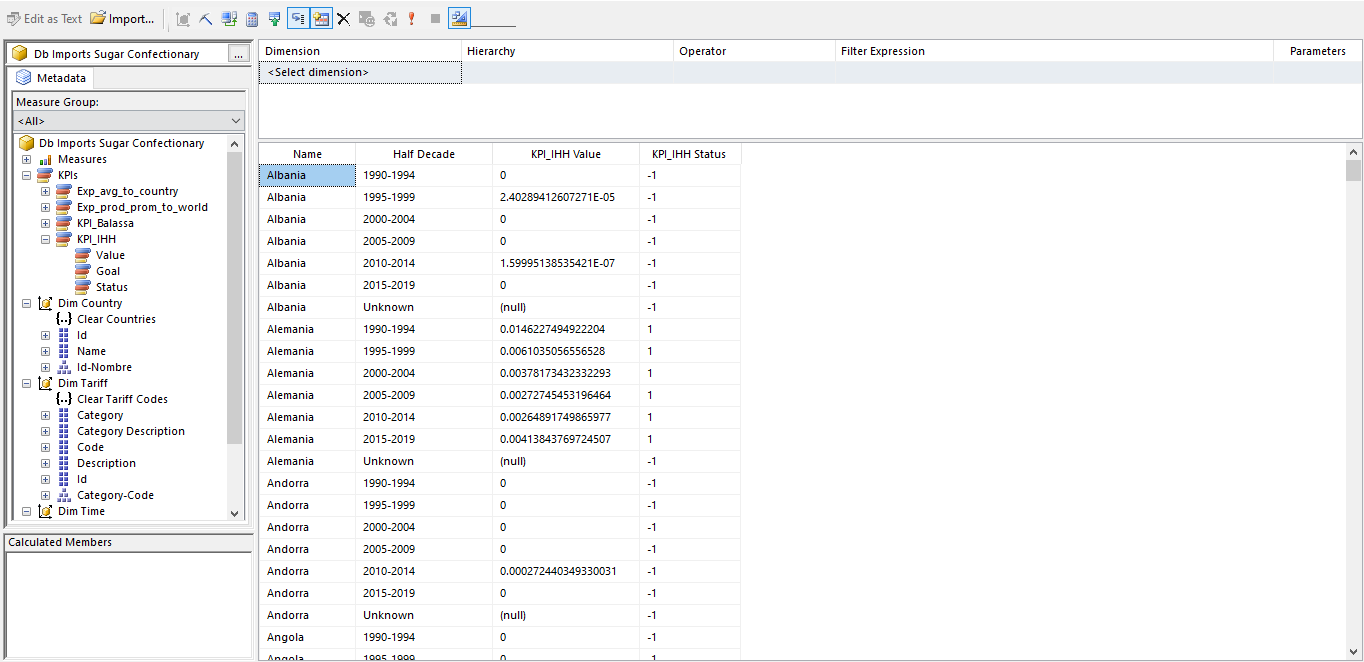 Edit as Text Import...
Db Imports Sugar Confectionary ...
Metadata
Measure Group:
<All>
Db Imports Sugar Confectionary
Measures
KPIs
Exp_avg_to_country
Exp_prod_prom_to_world
KPI_Balassa
KPI_IHH
Value
Goal
Status
Dim Country
Clear Countries
Id
Name
Id-Nombre
Dim Tariff
Clear Tariff Codes
Category
Category Description
Code
Description
Id
Category-Code
Dim Time
Calculated Members
Dimension Hierarchy Operator Filter Expression Parameters
<Select dimension>
Name Half Decade KPI_IHH Value KPI_IHH Status
Albania 1990-1994 0 -1
Albania 1995-1999 2.40289412607271E-05 -1
Albania 2000-2004 0 -1
Albania 2005-2009 0 -1
Albania 2010-2014 1.59995138535421E-07 -1
Albania 2015-2019 0 -1
Albania Unknown (null) -1
Alemania 1990-1994 0.0146227494922204 1
Alemania 1995-1999 0.0061035056556528 1
Alemania 2000-2004 0.00378173432332293 1
Alemania 2005-2009 0.00272745453196464 1
Alemania 2010-2014 0.00264891749865977 1
Alemania 2015-2019 0.00413843769724507 1
Alemania Unknown (null) -1
Andorra 1990-1994 0 -1
Andorra 1995-1999 0 -1
Andorra 2000-2004 0 -1
Andorra 2005-2009 0 -1
Andorra 2010-2014 0.000272440349330031 -1
Andorra 2015-2019 0 -1
Andorra Unknown (null) -1
Angola 1990-1994 0 -1
Angola 1995-1999 0 -1